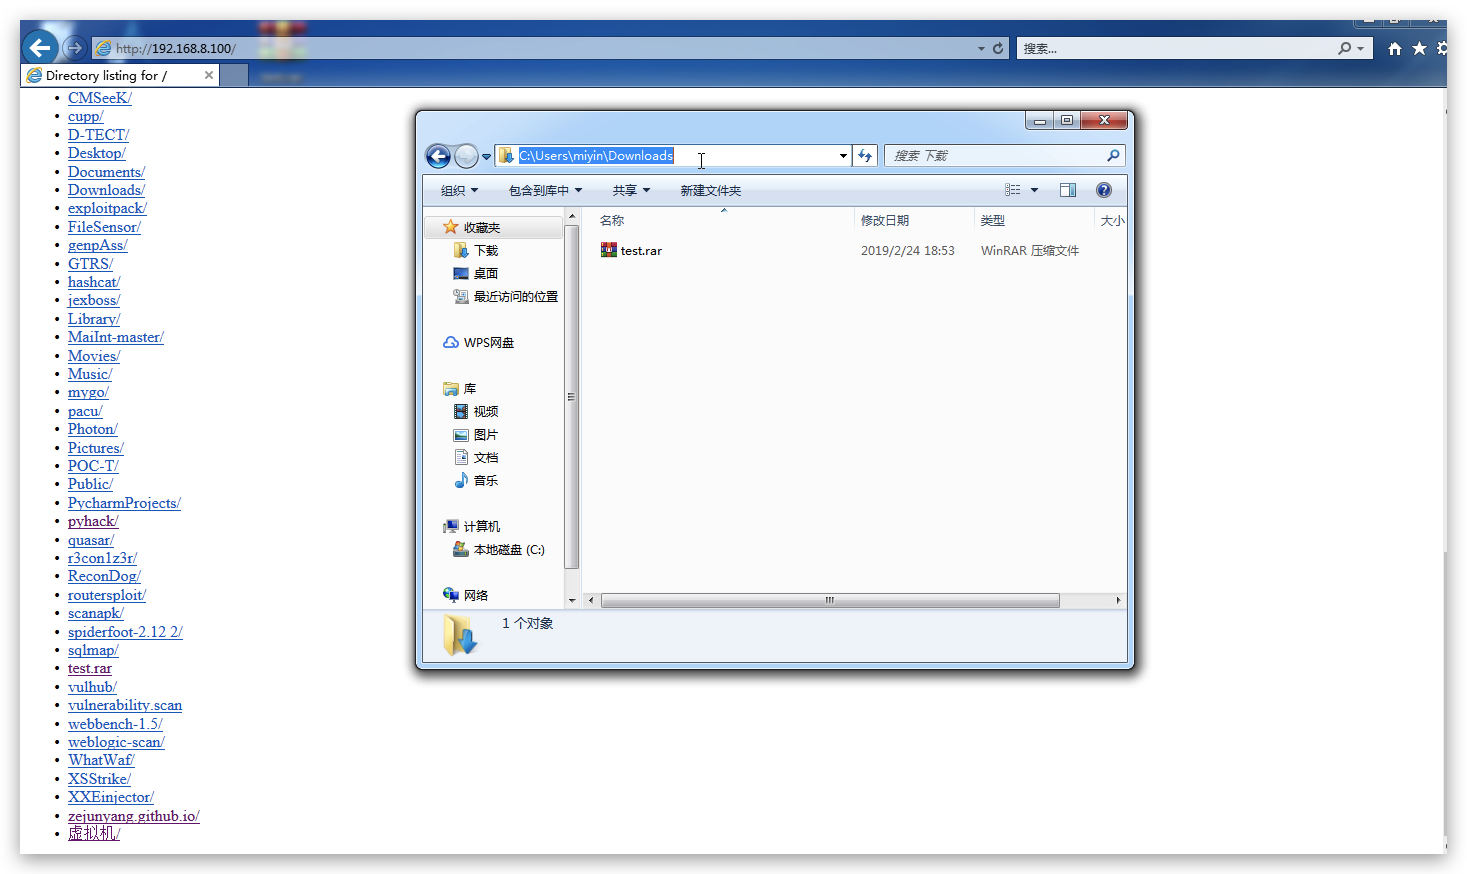 http://192.168.8.100/
搜索...
Directory listing for /
CMSeeK/
cupp/
D-TECT/
Desktop/
Documents/
Downloads/
exploitpack/
FileSensor/
genpAss/
GTRS/
hashcat/
jexboss/
Library/
MaiInt-master/
Movies/
Music/
mygo/
pacu/
Photon/
Pictures/
POC-T/
Public/
PycharmProjects/
pyhack/
quasar/
r3con1z3r/
ReconDog/
routersploit/
scanapk/
spiderfoot-2.12 2/
sqlmap/
test.rar
vulhub/
vulnerability.scan
webbench-1.5/
weblogic-scan/
WhatWaf/
XSStrike/
XXEinjector/
zejunyang.github.io/
虚拟机/
C:\Users\miyin\Downloads
搜索 下载
组织 包含到库中 共享 新建文件夹
名称 修改日期 类型 大小
test.rar 2019/2/24 18:53 WinRAR 压缩文件
收藏夹
下载
桌面
最近访问的位置
WPS网盘
库
视频
图片
文档
音乐
计算机
本地磁盘 (C:)
网络
1 个对象